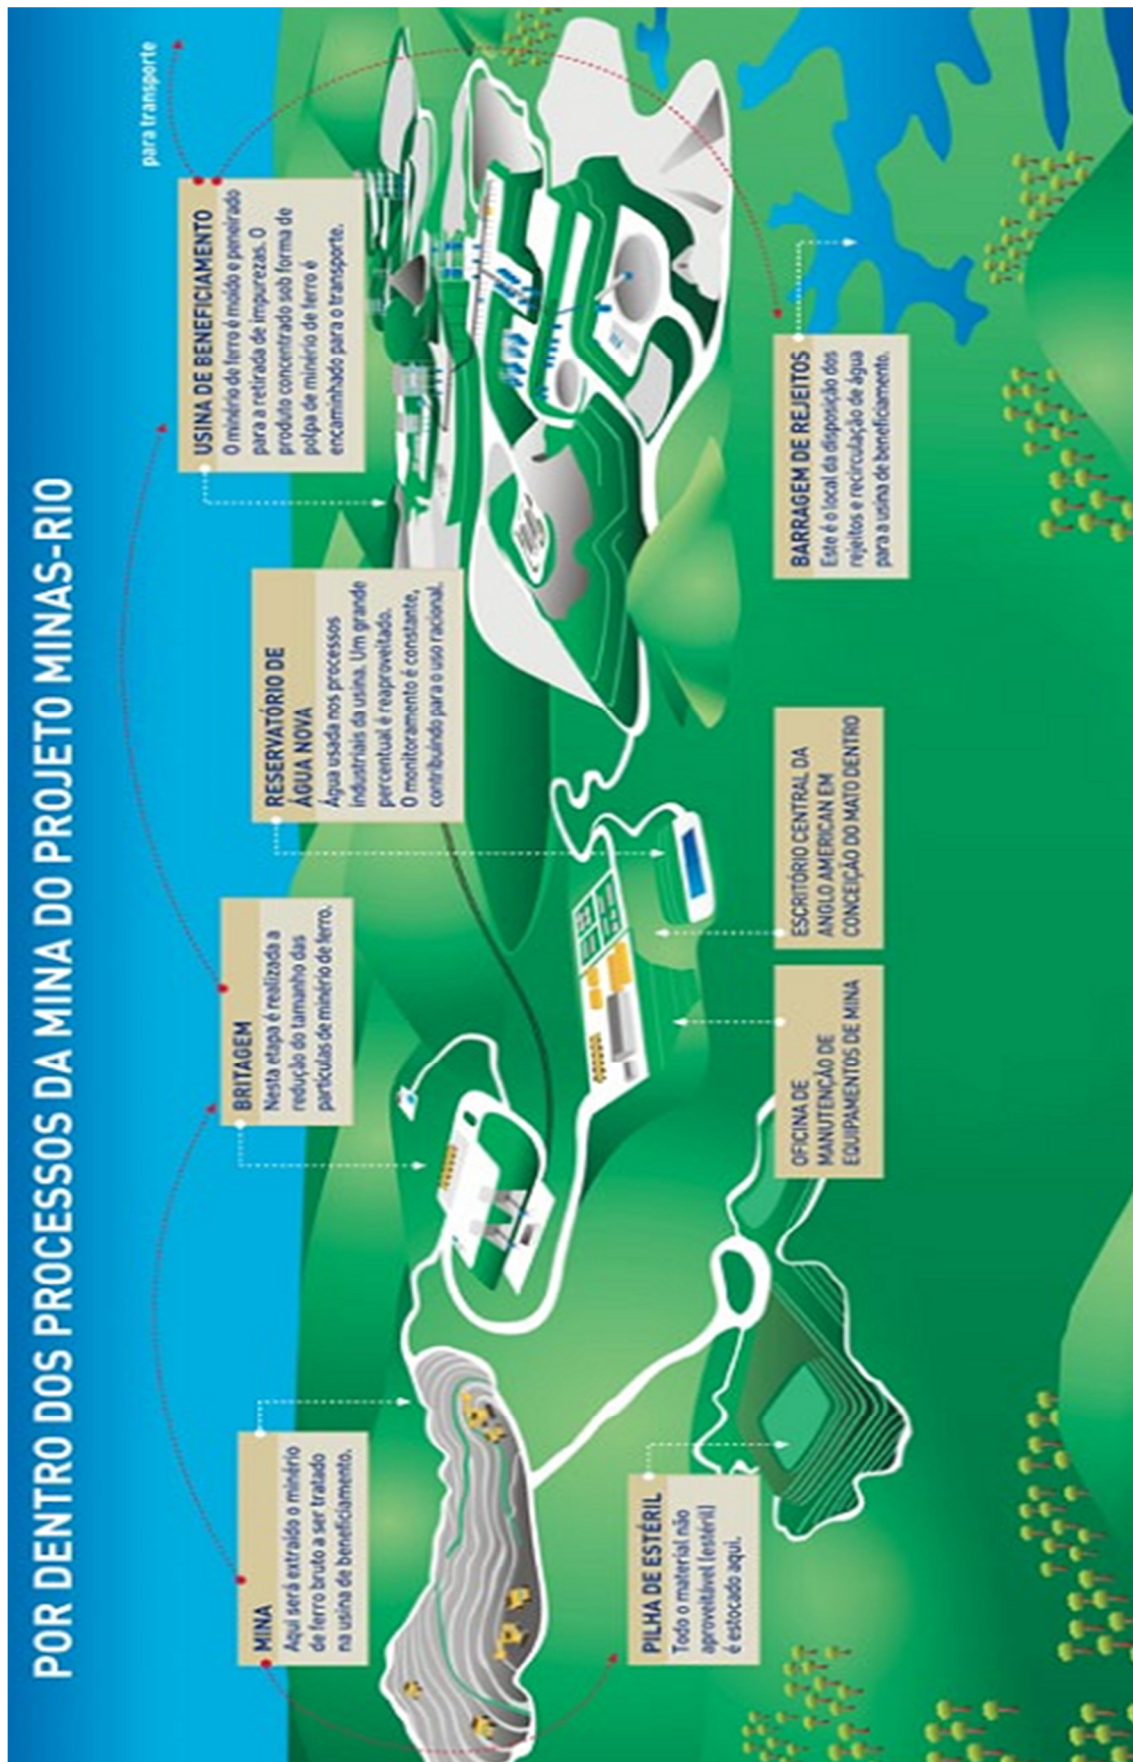 POR DENTRO DOS PROCESSOS DA MINA DO PROJETO MINAS-RIO
MINA
Aqui será extraído o minério
de ferro bruto a ser tratado
na usina de beneficiamento.
BRITAGEM
Nesta etapa é realizada a
redução do tamanho das
partículas de minério de ferro.
RESERVATÓRIO DE
ÁGUA NOVA
Água usada nos processos
industriais da usina. Um grande
percentual é reaproveitado.
O monitoramento é constante,
contribuindo para o uso racional.
USINA DE BENEFICIAMENTO
O minério de ferro é moído e peneirado
para a retirada de impurezas. O
produto concentrado sob forma de
polpa de minério de ferro é
encaminhado para o transporte.
para transporte
PILHA DE ESTÉRIL
Todo o material não
aproveitável (estéril)
é estocado aqui.
OFICINA DE
MANUTENÇÃO DE
EQUIPAMENTOS DE MINA
ESCRITÓRIO CENTRAL DA
ANGLO AMERICAN EM
CONCEIÇÃO DO MATO DENTRO
BARRAGEM DE REJEITOS
Este é o local da disposição dos
rejeitos e recirculação de água
para a usina de beneficiamento.